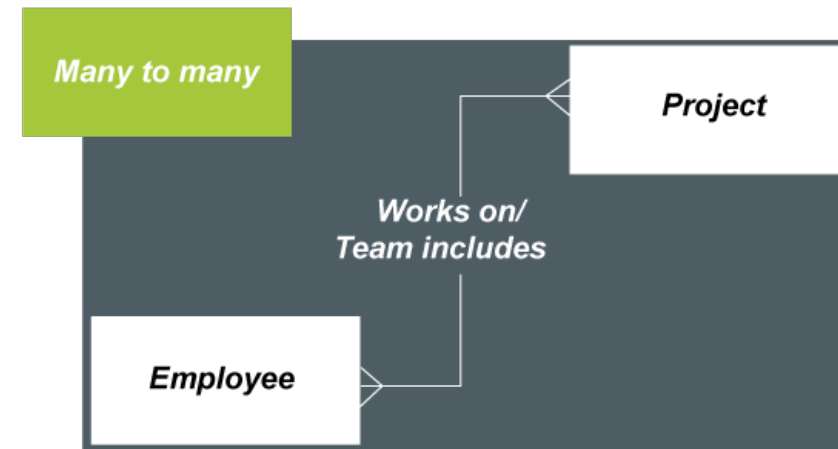 Many to many
Project
Works on/
Team includes
Employee